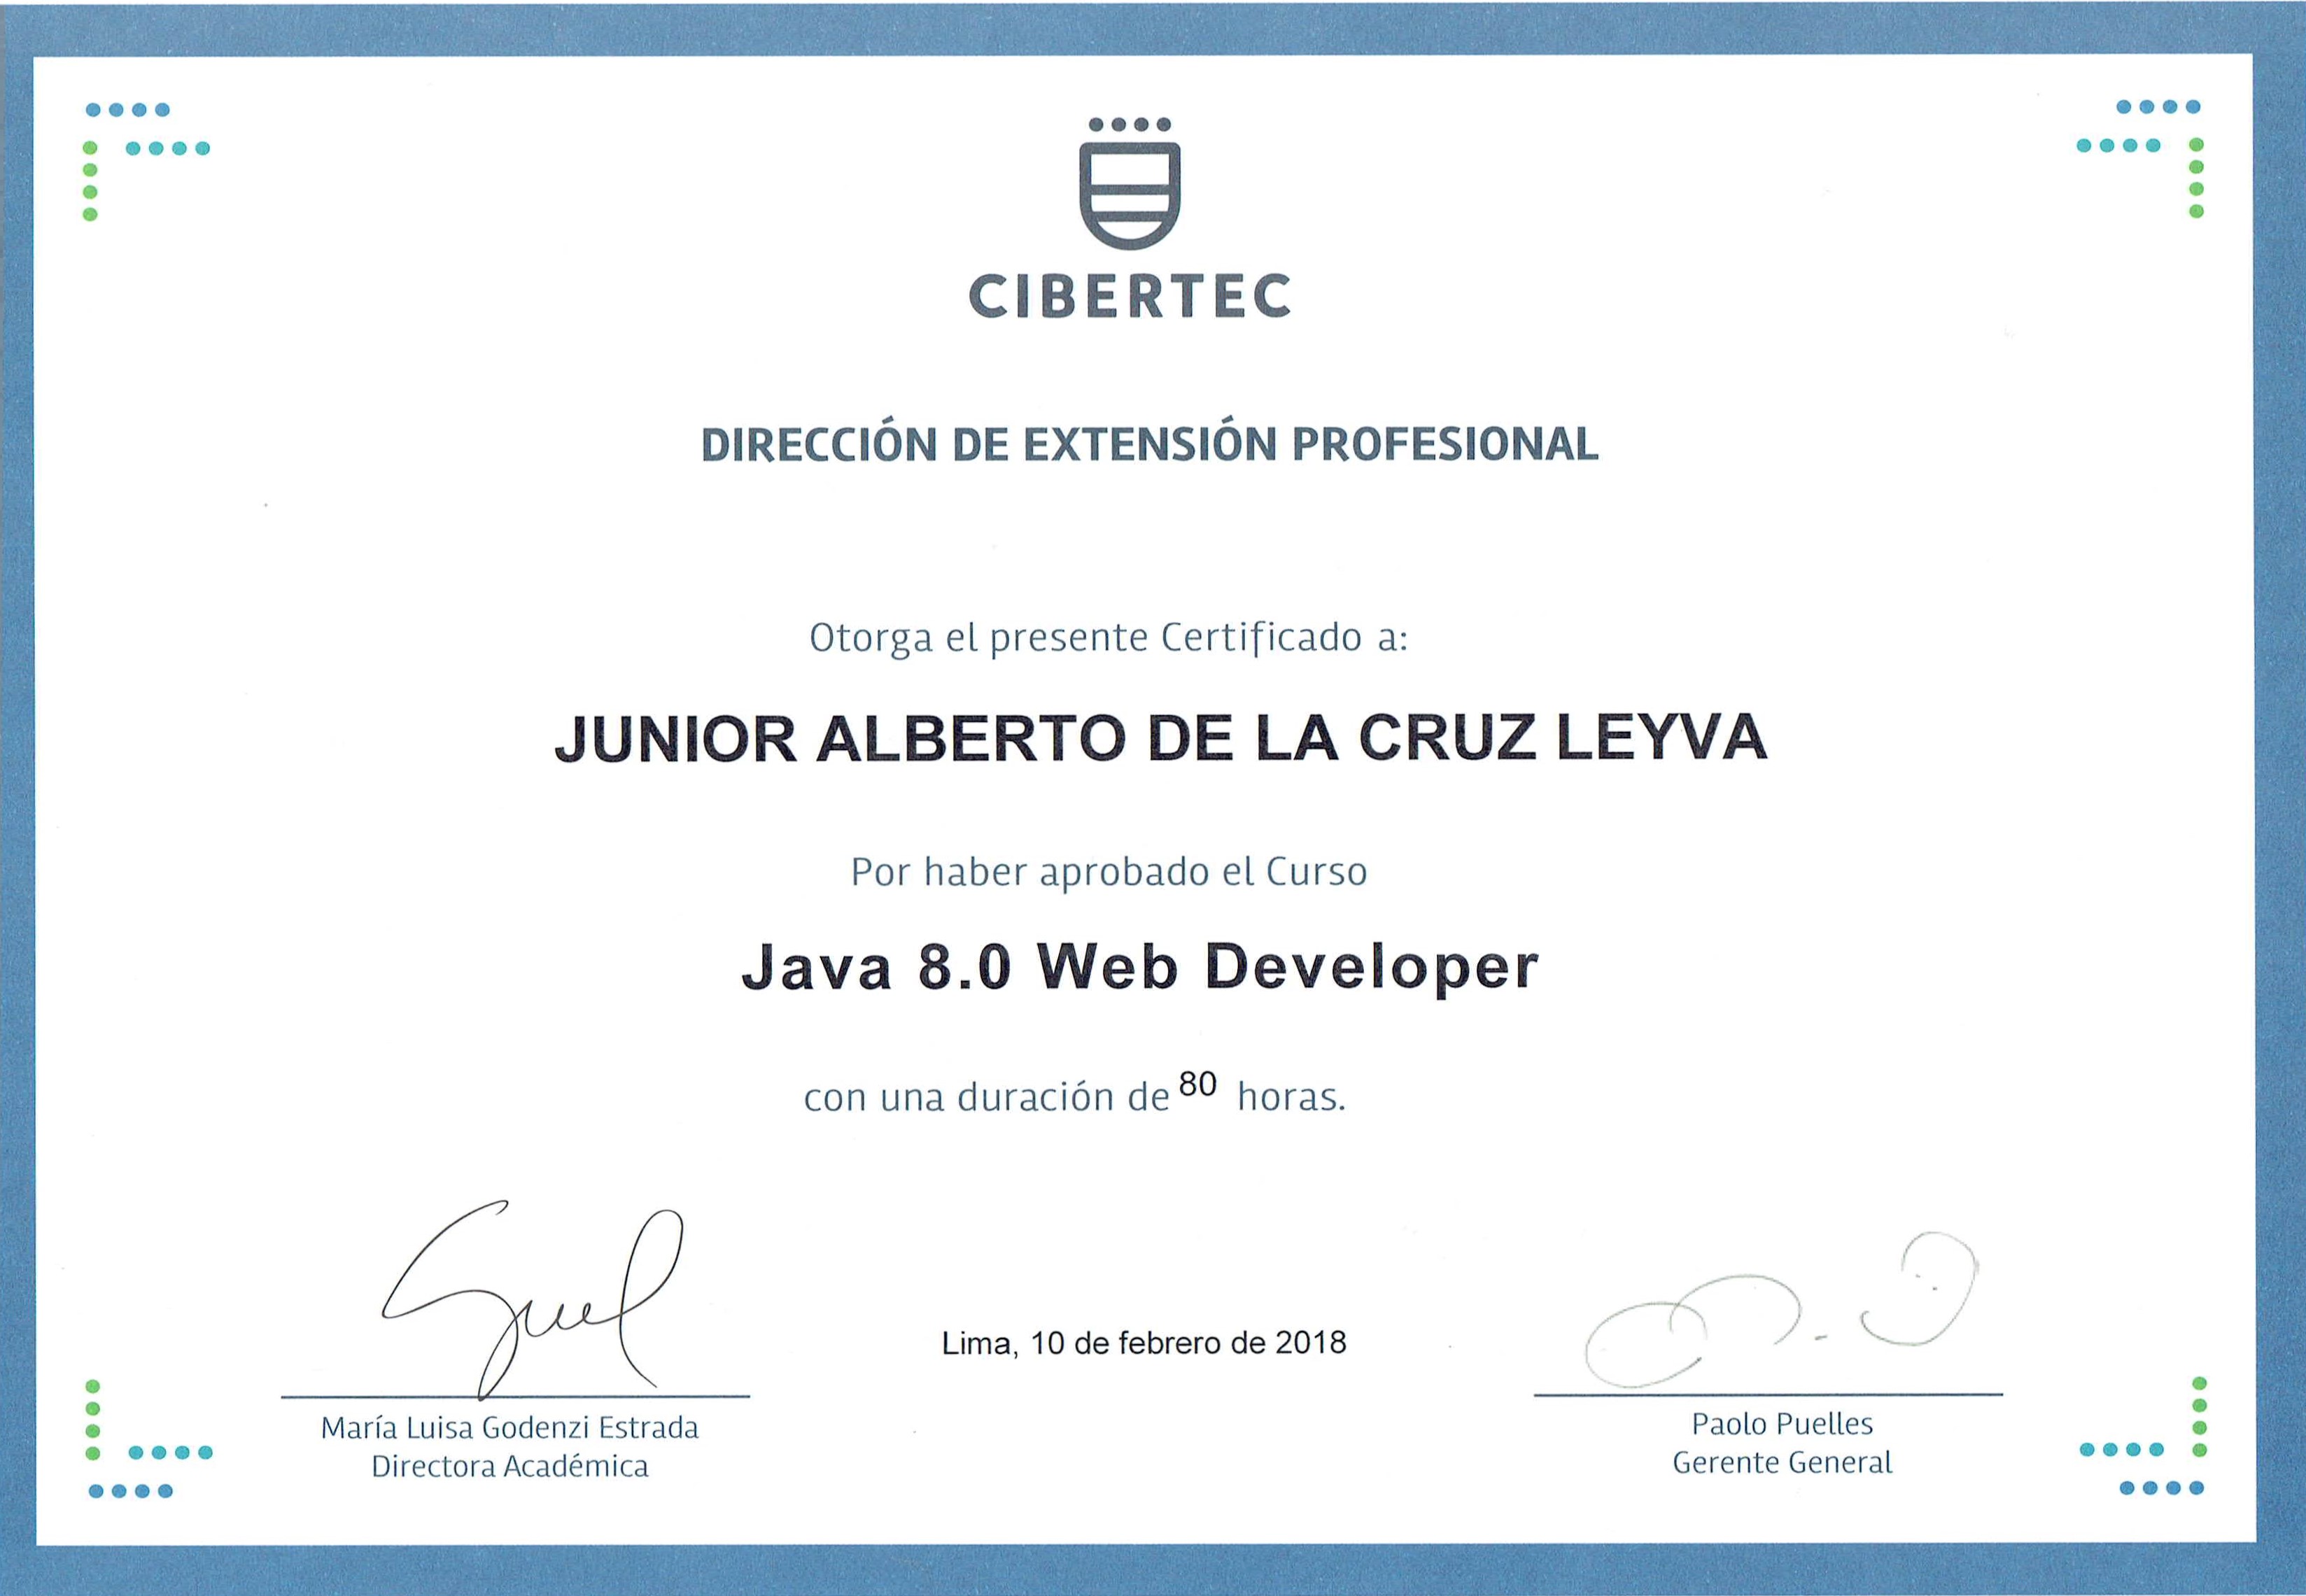 CIBERTEC
DIRECCIÓN DE EXTENSIÓN PROFESIONAL
Otorga el presente Certificado a:
JUNIOR ALBERTO DE LA CRUZ LEYVA
Por haber aprobado el Curso
Java 8.0 Web Developer
con una duración de 80 horas.
Lima, 10 de febrero de 2018
María Luisa Godenzi Estrada
Directora Académica
Paolo Puelles
Gerente General